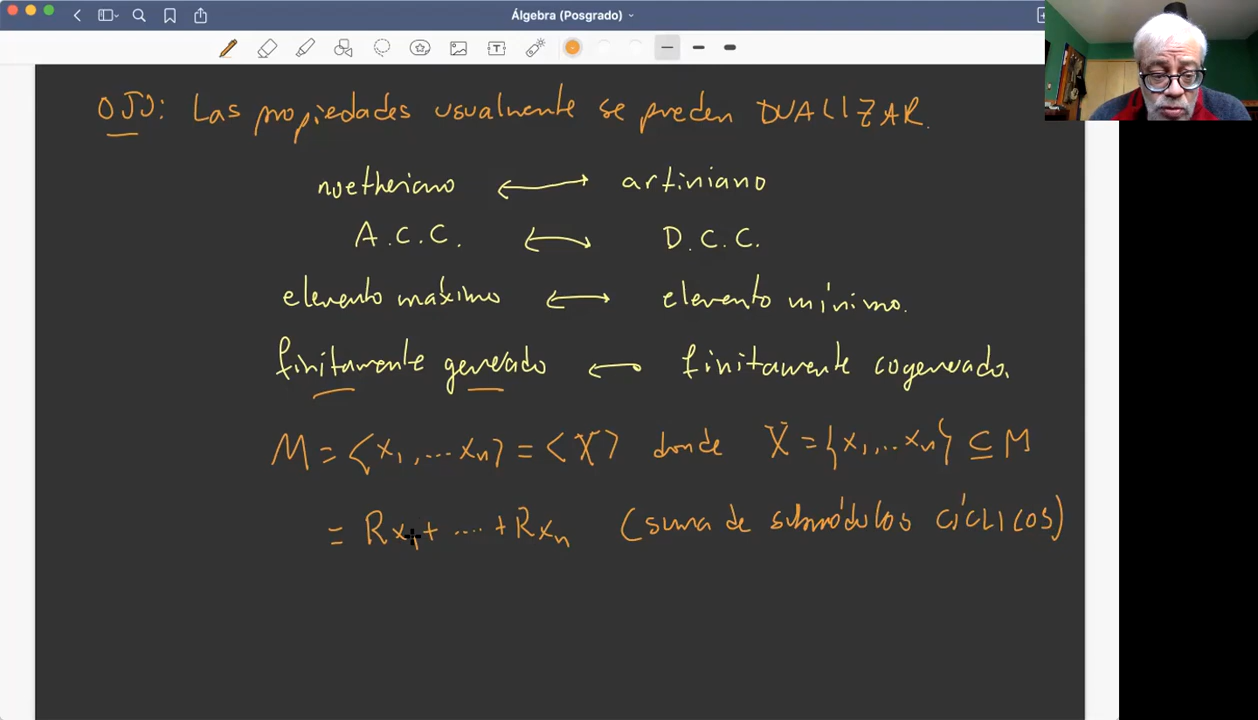 Álgebra (Posgrado)
OJO: Las propiedades usualmente se pueden DUALIZAR.
noetheriano ⟷ artiniano
A.C.C. ⟷ D.C.C.
elemento máximo ⟷ elemento mínimo.
finitamente generado ⟵ finitamente cogenerado.
M = <x₁, ... xₙ> = <X> donde X = {x₁, ... xₙ} ⊆ M
= Rx₁ + .... + Rxₙ (suma de submódulos CÍCLICOS)